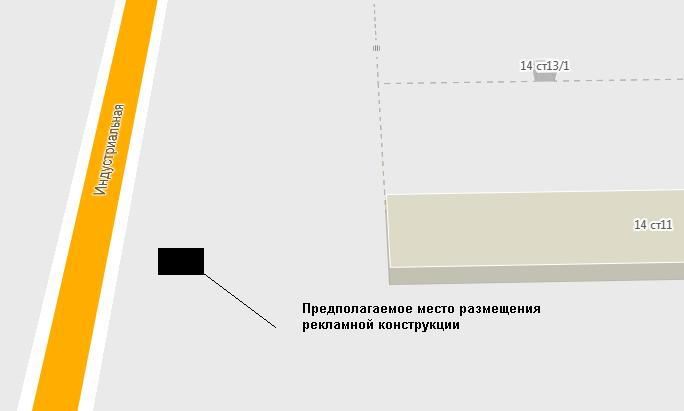 14 ст13/1
Индустриальная
14 ст11
Предполагаемое место размещения
рекламной конструкции